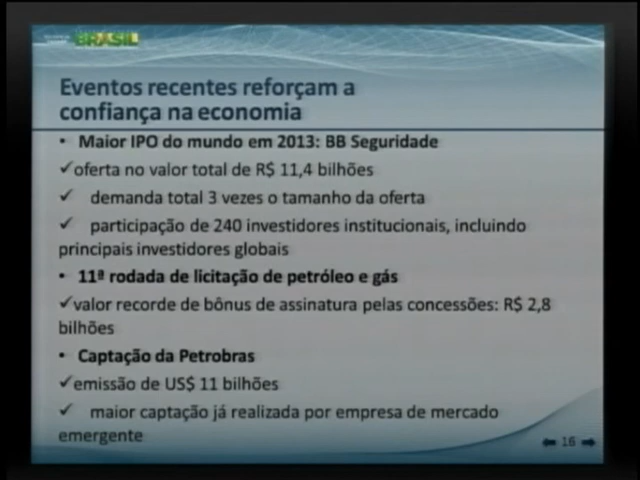 BRASIL
Eventos recentes reforçam a
confiança na economia
• Maior IPO do mundo em 2013: BB Seguridade
✓oferta no valor total de R$ 11,4 bilhões
✓ demanda total 3 vezes o tamanho da oferta
✓ participação de 240 investidores institucionais, incluindo
principais investidores globais
• 11ª rodada de licitação de petróleo e gás
✓valor recorde de bônus de assinatura pelas concessões: R$ 2,8
bilhões
• Captação da Petrobras
✓emissão de US$ 11 bilhões
✓ maior captação já realizada por empresa de mercado
emergente
16